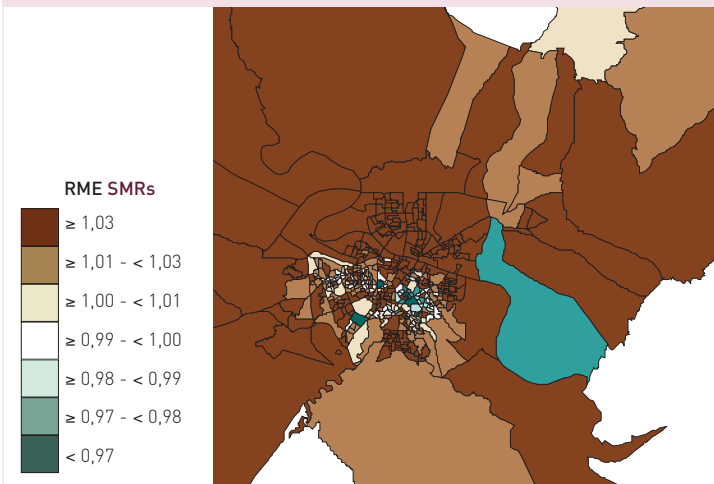 RME SMRs
≥ 1,03
≥ 1,01 - < 1,03
≥ 1,00 - < 1,01
≥ 0,99 - < 1,00
≥ 0,98 - < 0,99
≥ 0,97 - < 0,98
< 0,97